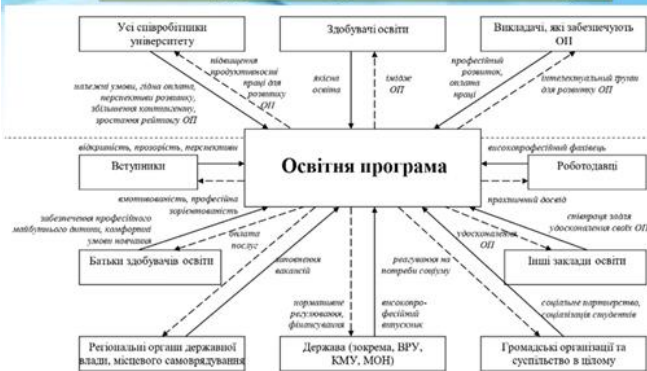 Усі співробітники
університету
Здобувачі освіти
Викладачі, які забезпечують
ОП
підвищення
продуктивності
праці для
розвитку
ОП
належні умови, гідна оплата,
перспективи розвитку,
збільшення контингенту,
зростання рейтингу ОП
якісна
освіта
імідж
ОП
професійний
розвиток,
оплата
праці
інтелектуальний ґрунт
для розвитку ОП
відкритість, прозорість, перспективи
високопрофесійний фахівець
Вступники
Освітня програма
Роботодавці
вмотивованість, професійна
зорієнтованість
практичний досвід
забезпечення професійного
майбутнього дитини, комфортні
умови навчання
оплата
послуг
удосконалення
ОП
співпраця задля
удосконалення своїх ОП
Батьки здобувачів освіти
Інші заклади освіти
заповнення
вакансій
реагування на
потреби соціуму
нормативне
регулювання,
фінансування
високопро-
фесійний
випускник
соціальне партнерство,
соціалізація студентів
Регіональні органи державної
влади, місцевого самоврядування
Держава (зокрема, ВРУ,
КМУ, МОН)
Громадські організації та
суспільство в цілому